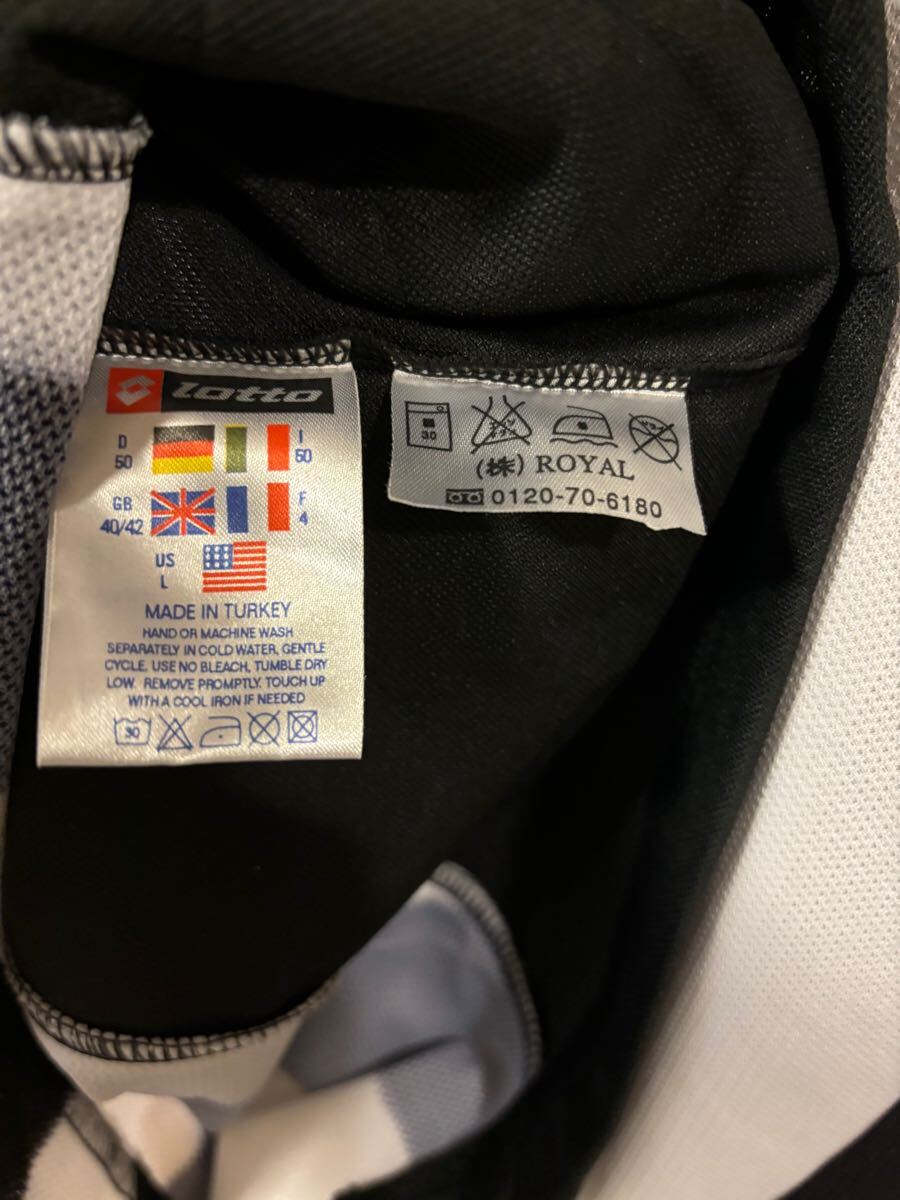 lotto
D
50
I
50
GB
40/42
F
4
US
L
MADE IN TURKEY
HAND OR MACHINE WASH
SEPARATELY IN COLD WATER, GENTLE
CYCLE, USE NO BLEACH, TUMBLE DRY
LOW. REMOVE PROMPTLY. TOUCH UP
WITH A COOL IRON IF NEEDED
30
30
(株) ROYAL
0120-70-6180